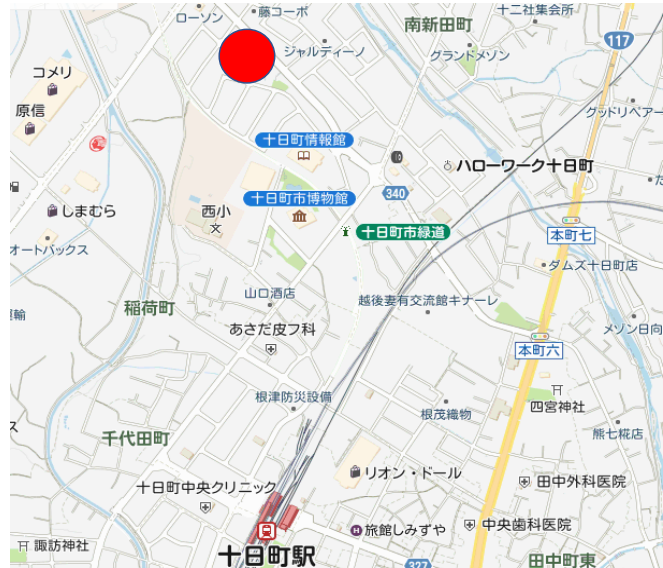 ローソン
藤コーポ
十二社集会所
南新田町
117
コメリ
ジャルディーノ
グランドメゾン
原信
グッドリペアー
十日町情報館
ハローワーク十日町
十日町市博物館
340
しまむら
西小
十日町市緑道
本町七
オートバックス
ダムズ十日町店
山口酒店
越後妻有交流館キナーレ
稲荷町
あさだ皮フ科
メゾン日向
本町六
根津防災設備
根茂織物
四宮神社
千代田町
熊七糀店
リオン・ドール
十日町中央クリニック
田中外科医院
旅館しみずや
中央歯科医院
諏訪神社
十日町駅
327
田中町東